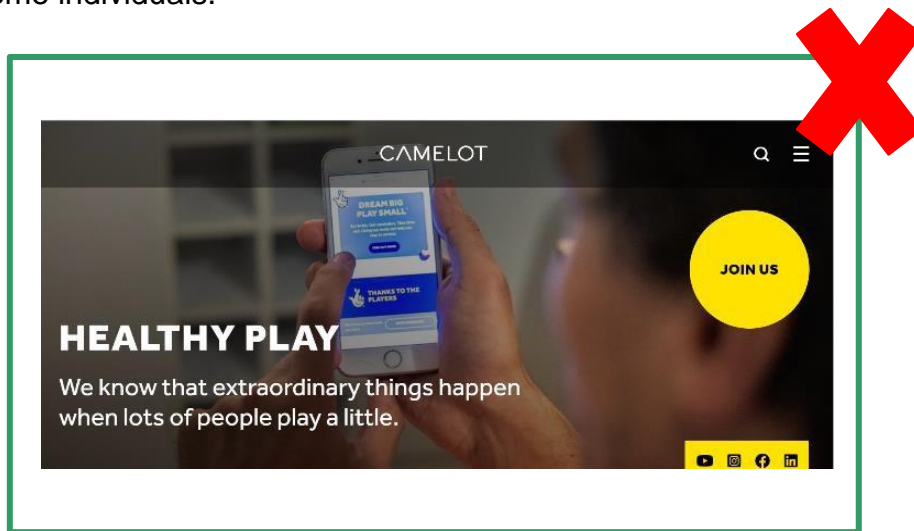 ome individuals.
CAMELOT
DREAM BIG
PLAY SMALL
THANKS TO THE
PLAYERS
JOIN US
HEALTHY PLAY
We know that extraordinary things happen
when lots of people play a little.